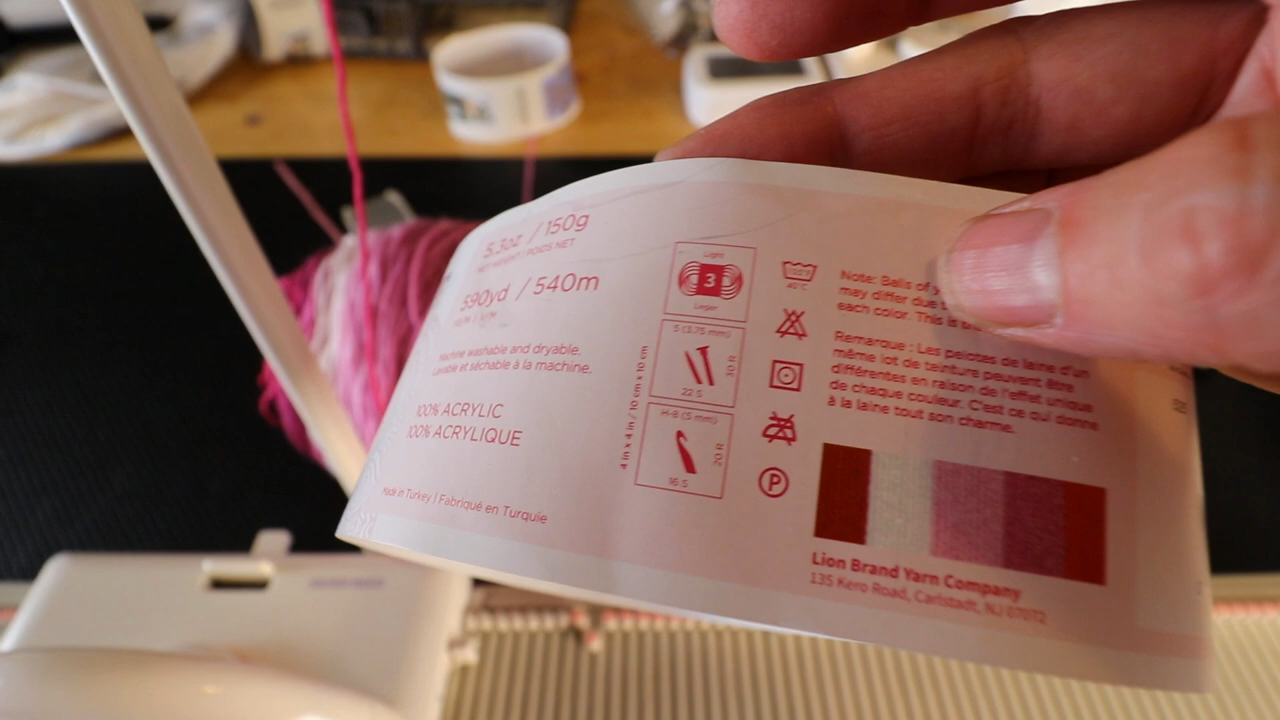 5.3oz / 150g
NET WEIGHT / POIDS NET
590yd / 540m
Machine washable and dryable.
Lavable et séchable à la machine.
100% ACRYLIC
100% ACRYLIQUE
Made in Turkey | Fabriqué en Turquie
4 in x 4 in / 10 cm x 10 cm
Light
3
Léger
5 (3.75 mm)
30 R
22 S
H-8 (5 mm)
20 R
16 S
40°C
P
Note: Balls of
may differ due
each color. This is
Remarque : Les pelotes de laine d'un
même lot de teinture peuvent être
différentes en raison de l'effet unique
de chaque couleur. C'est ce qui donne
à la laine tout son charme.
Lion Brand Yarn Company
135 Kero Road, Carlstadt, NJ 07072